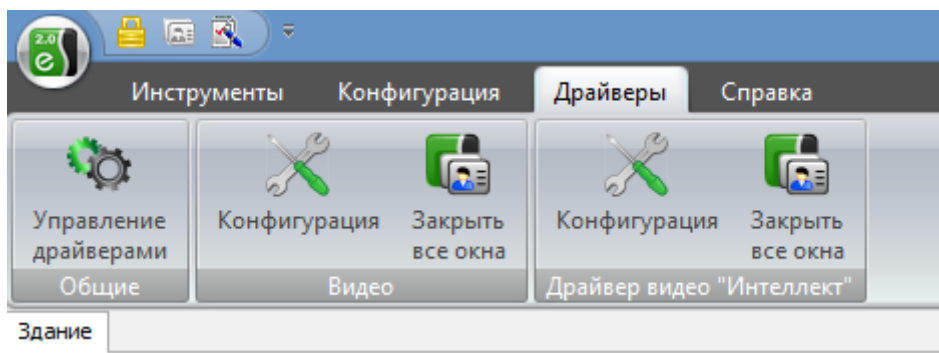 2.0
e
Инструменты Конфигурация Драйверы Справка
Управление драйверами
Конфигурация
Закрыть все окна
Конфигурация
Закрыть все окна
Общие Видео Драйвер видео "Интеллект"
Здание